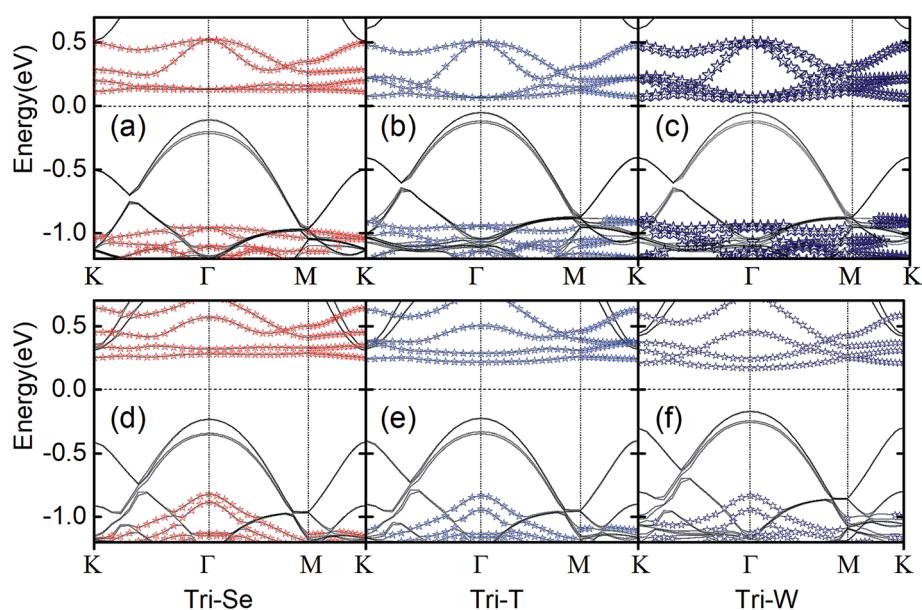 Energy(eV)
0.5
0.0
-0.5
-1.0
(a) (b) (c)
K Γ M K Γ M K Γ M K
Energy(eV)
0.5
0.0
-0.5
-1.0
(d) (e) (f)
K Γ M K Γ M K Γ M K
Tri-Se Tri-T Tri-W